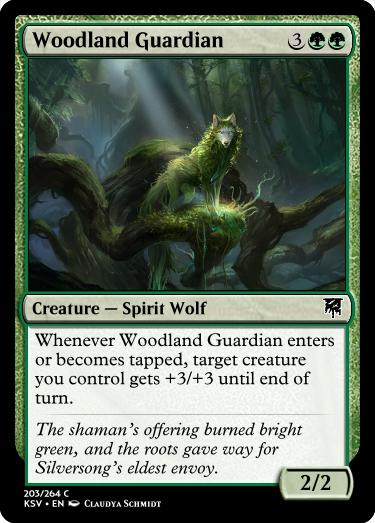 Woodland Guardian 3
Creature — Spirit Wolf
Whenever Woodland Guardian enters
or becomes tapped, target creature
you control gets +3/+3 until end of
turn.
The shaman's offering burned bright
green, and the roots gave way for
Silversong's eldest envoy.
2/2
203/264 C
KSV • EN Claudya Schmidt